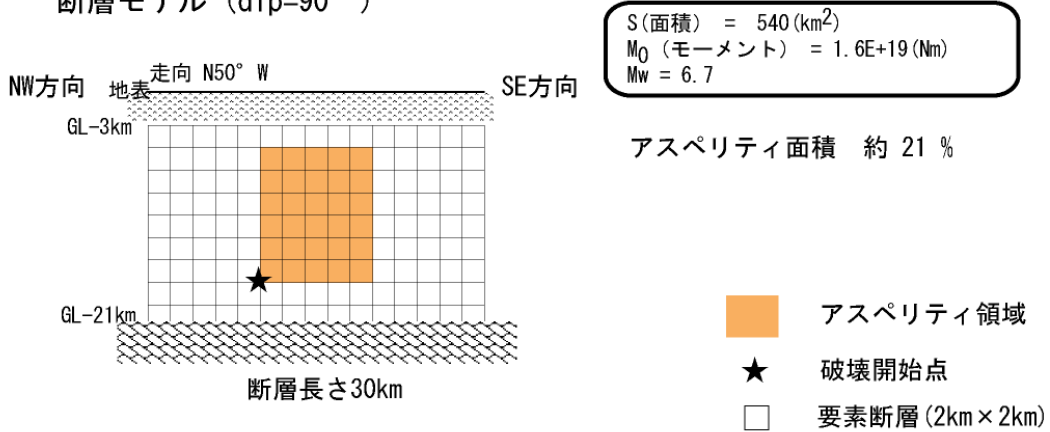 断層モデル (dip=90 )
S(面積) = 540(km2)
M0 (モーメント) = 1.6E+19(Nm)
Mw = 6.7
走向 N50° W
NW方向
地表
SE方向
GL-3km
アスペリティ面積 約 21 %
GL-21km
断層長さ30km
アスペリティ領域
★ 破壊開始点
□ 要素断層(2km×2km)